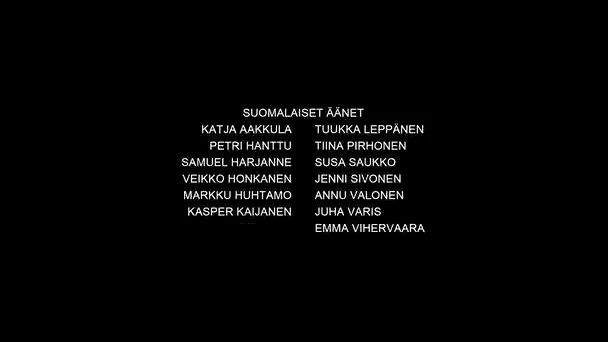 SUOMALAISET ÄÄNET
KATJA AAKKULA TUUKKA LEPPÄNEN
PETRI HANTTU TIINA PIRHONEN
SAMUEL HARJANNE SUSA SAUKKO
VEIKKO HONKANEN JENNI SIVONEN
MARKKU HUHTAMO ANNU VALONEN
KASPER KAIJANEN JUHA VARIS
EMMA VIHERVAARA